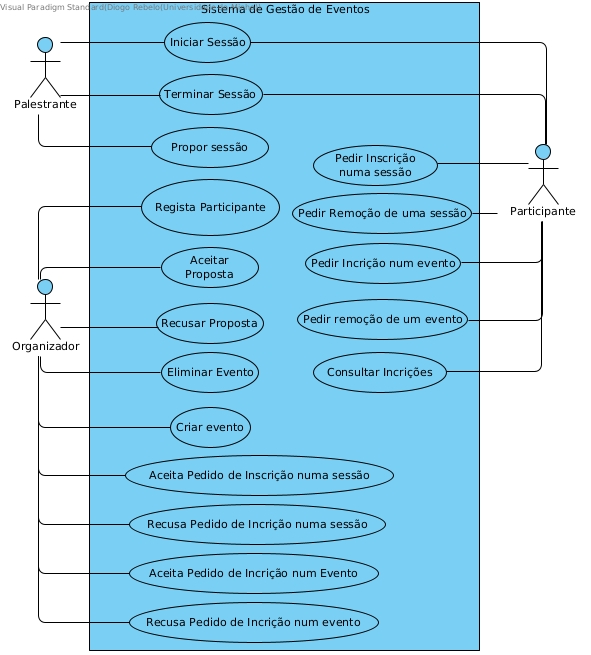 Visual Paradigm Standard(Diogo Rebelo(Universidade do Minho))
Sistema de Gestão de Eventos
Iniciar Sessão
Palestrante
Terminar Sessão
Propor sessão
Pedir Inscrição
numa sessão
Participante
Regista Participante
Pedir Remoção de uma sessão
Aceitar
Proposta
Pedir Incrição num evento
Organizador
Recusar Proposta
Pedir remoção de um evento
Eliminar Evento
Consultar Incrições
Criar evento
Aceita Pedido de Inscrição numa sessão
Recusa Pedido de Incrição numa sessão
Aceita Pedido de Incrição num Evento
Recusa Pedido de Incrição num evento